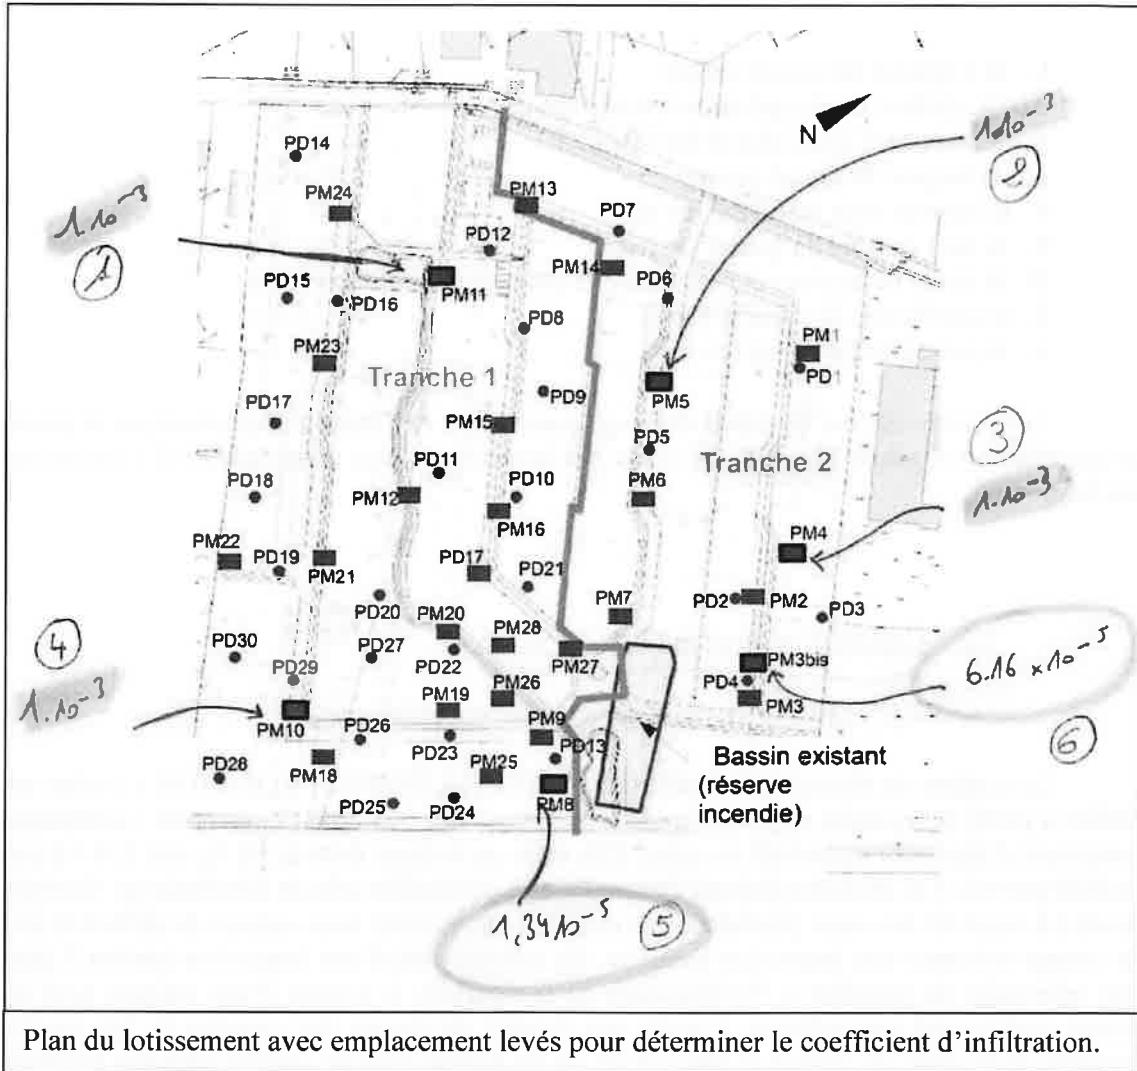 N
1.10⁻³
2
PD14
PM24
PM13
PD7
1.10⁻³
1
PD12
PM14
PD6
PM11
PD15
PD16
PD8
PM1
PD1
PM23
Tranche 1
PM5
PD9
PD17
PM15
3
PD5
Tranche 2
PD11
PD18
PM12
PD10
PM6
1.10⁻³
PM16
PM4
PM22
PD19
PM21
PD17
PD21
PD20
PM7
PD2
PM2
PD3
PM20
PM28
4
PD30
PD27
PD22
PM27
PM3bis
6.16 x 10⁻⁵
6
PD29
1.10⁻³
PM26
PD4
PM19
PM3
PM10
PD26
PM9
PD23
PD13
PM18
PM25
PD28
Bassin existant
(réserve
incendie)
PD25
PD24
PM8
1,34 10⁻⁵
5
Plan du lotissement avec emplacement levés pour déterminer le coefficient d'infiltration.